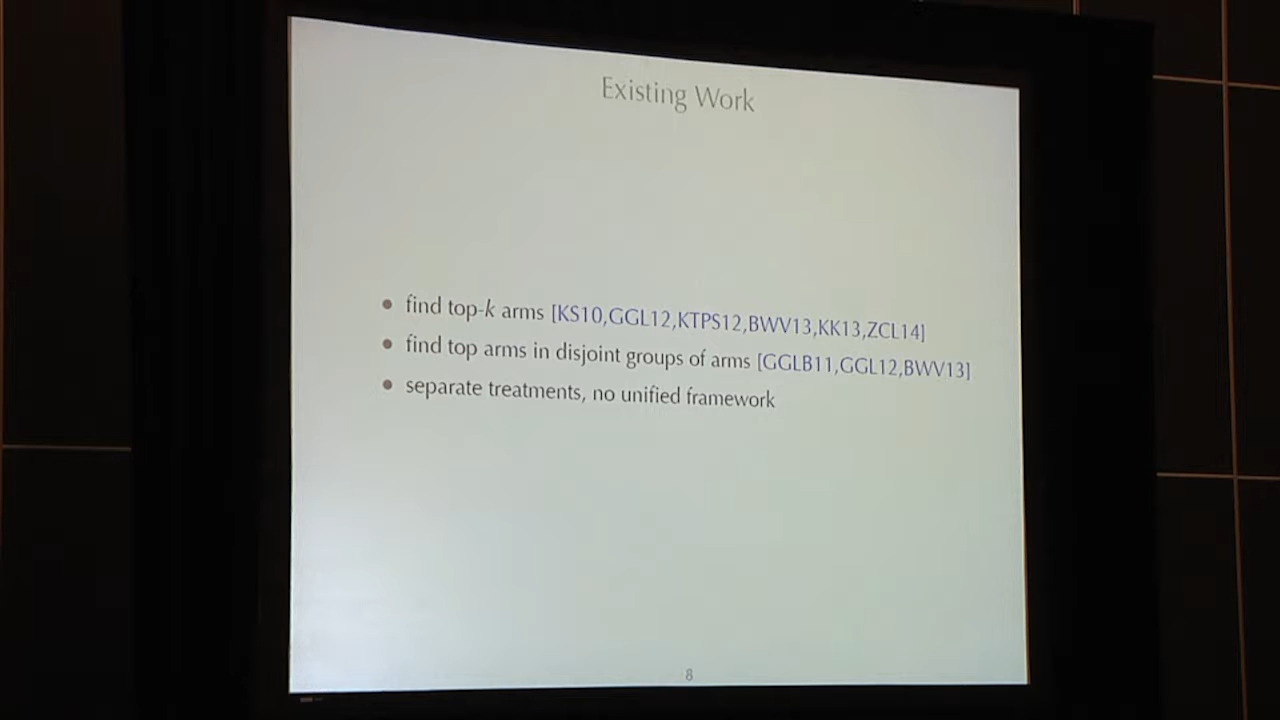 Existing Work
• find top-k arms [KS10,GGL12,KTPS12,BWV13,KK13,ZCL14]
• find top arms in disjoint groups of arms [GGLB11,GGL12,BWV13]
• separate treatments, no unified framework
8